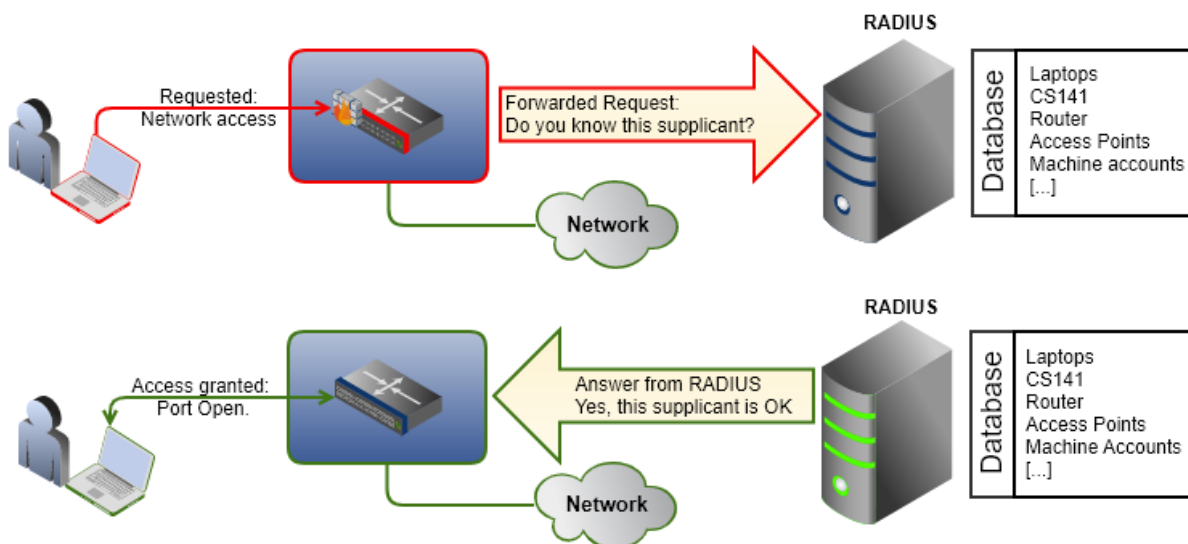 RADIUS
Requested:
Network access
Forwarded Request:
Do you know this supplicant?
Network
Database
Laptops
CS141
Router
Access Points
Machine accounts
[...]
RADIUS
Access granted:
Port Open.
Answer from RADIUS
Yes, this supplicant is OK
Network
Database
Laptops
CS141
Router
Access Points
Machine Accounts
[...]